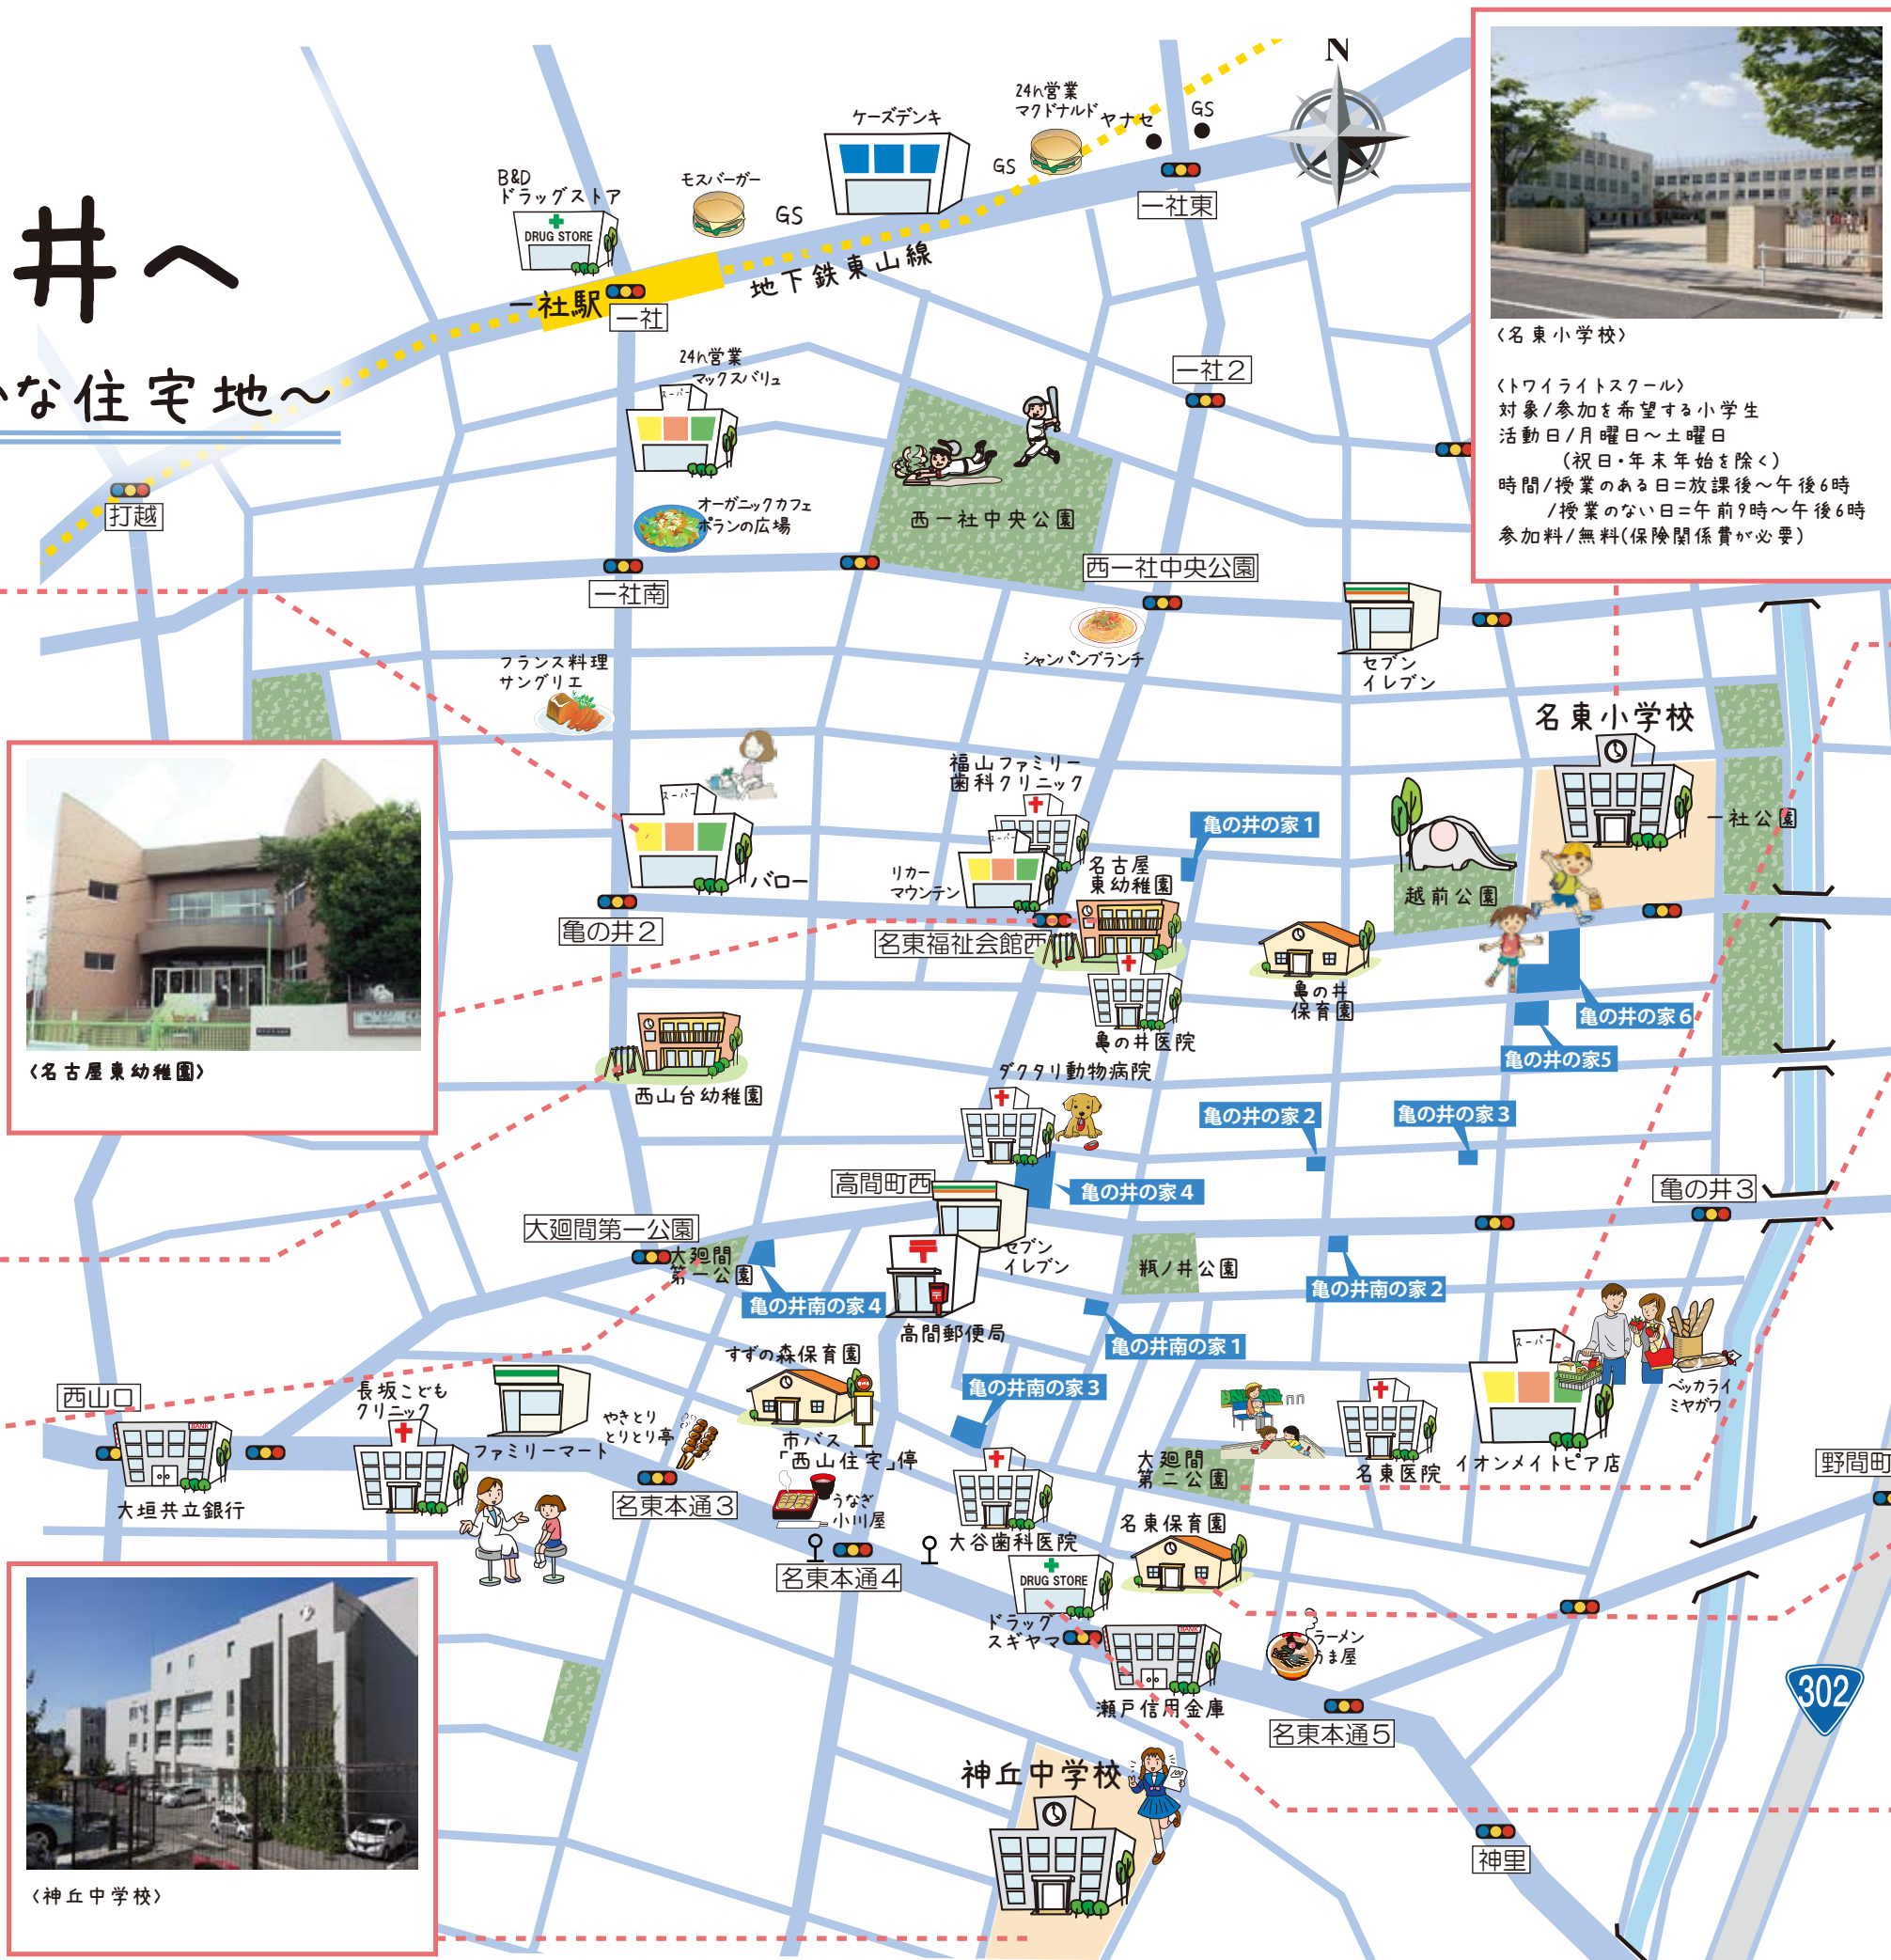 井へ
かな住宅地～
N
24h営業
マクドナルド
ヤナセ
GS
ケーズデンキ
GS
一社東
B&D
ドラッグストア
DRUG STORE
モスバーガー
GS
地下鉄東山線
一社駅
一社
24h営業
マックスバリュ
スーパー
一社2
打越
オーガニックカフェ
ポランの広場
西一社中央公園
一社南
西一社中央公園
〈名東小学校〉
〈トワイライトスクール〉
対象/参加を希望する小学生
活動日/月曜日～土曜日
(祝日・年末年始を除く)
時間/授業のある日=放課後～午後6時
/授業のない日=午前9時～午後6時
参加料/無料(保険関係費が必要)
シャンパンブランチ
セブン
イレブン
フランス料理
サングリエ
名東小学校
福山ファミリー
歯科クリニック
スーパー
バロー
亀の井の家1
一社公園
リカー
マウンテン
スーパー
名古屋
東幼稚園
越前公園
亀の井2
名東福祉会館西
亀の井
保育園
亀の井の家6
亀の井医院
亀の井の家5
〈名古屋東幼稚園〉
西山台幼稚園
ダクタリ動物病院
亀の井の家2
亀の井の家3
高間町西
亀の井の家4
亀の井3
大廻間第一公園
大廻間
第一公園
セブン
イレブン
瓶ノ井公園
亀の井南の家4
亀の井南の家2
高間郵便局
亀の井南の家1
すずの森保育園
スーパー
亀の井南の家3
西山口
長坂こども
クリニック
ベッカライ
ミヤガワ
BANK
ファミリーマート
やきとり
とりとり亭
市バス
「西山住宅」停
大廻間
第二公園
名東医院
イオンメイトピア店
野間町
大垣共立銀行
名東本通3
うなぎ
小川屋
大谷歯科医院
名東保育園
名東本通4
DRUG STORE
ドラッグ
スギヤマ
BANK
ラーメン
うま屋
瀬戸信用金庫
名東本通5
302
神丘中学校
100
神里
〈神丘中学校〉